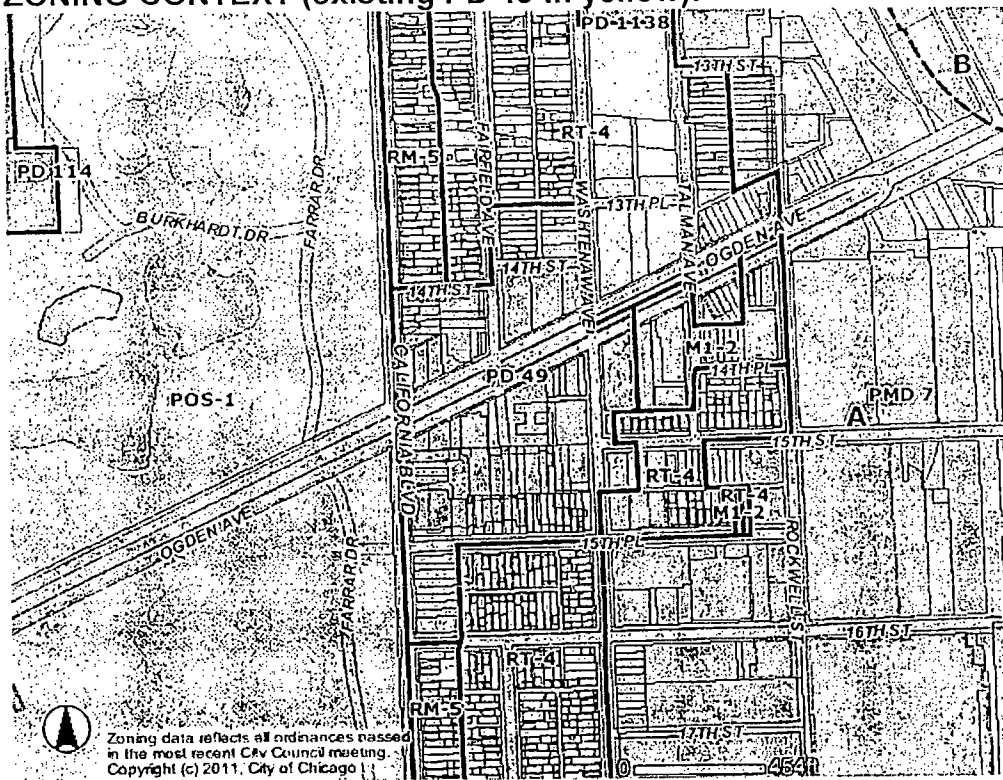 ZONING CONTEXT (existing PD 49 in yellow):
PD-1138
13TH ST
B
RT-4
FAIRFIELD AVE
RM-5
PD 114
WASHTENAW AVE
TALMAN AVE
13TH PL
BURKHARDT DR
FARRAR DR
OGDEN AVE
14TH ST
14TH ST
M1-2
14TH PL
PD 49
PMD 7
POS-1
A
CALIFORNIA BLVD
15TH ST
RT-4
RT-4
M1-2
OGDEN AVE
15TH PL
ROCKWELL ST
FARRAR DR
16TH ST
RT-4
RM-5
17TH ST
Zoning data reflects all ordinances passed
in the most recent City Council meeting.
Copyright (c) 2011, City of Chicago
0